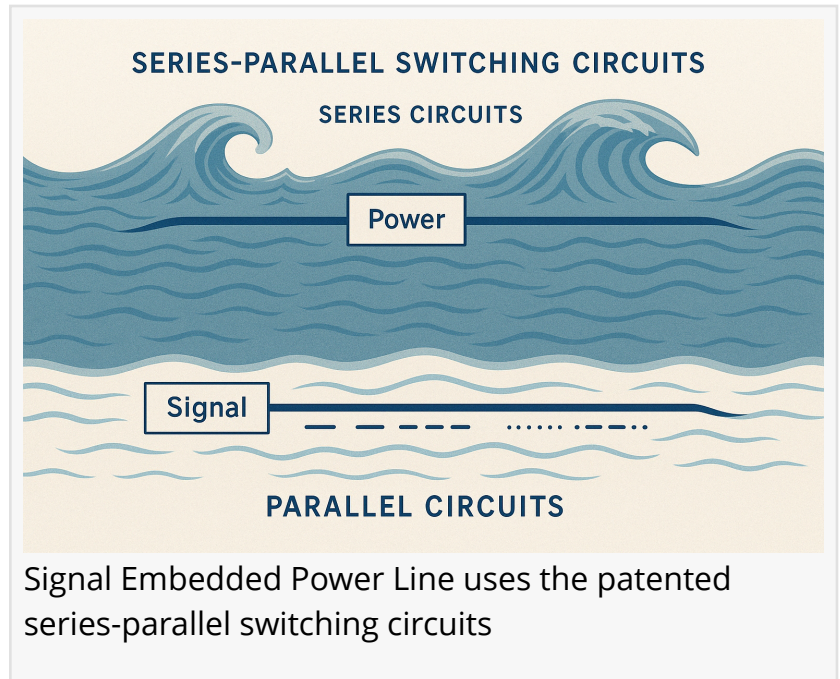 SERIES-PARALLEL SWITCHING CIRCUITS
SERIES CIRCUITS
Power
Signal
PARALLEL CIRCUITS
Signal Embedded Power Line uses the patented
series-parallel switching circuits